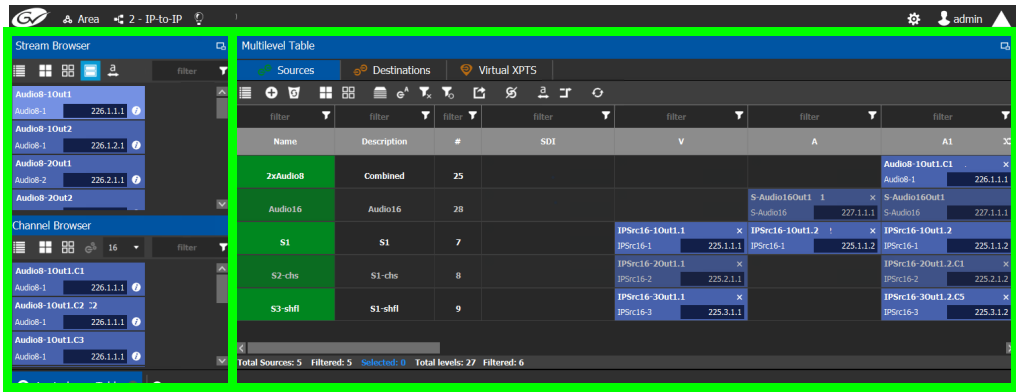 Area 2 - IP-to-IP admin
Stream Browser
a filter
Audio8-1Out1
Audio8-1 226.1.1.1
Audio8-1Out2
Audio8-1 226.1.2.1
Audio8-2Out1
Audio8-2 226.2.1.1
Audio8-2Out2
Channel Browser
16 filter
Audio8-1Out1.C1
Audio8-1 226.1.1.1
Audio8-1Out1.C2
Audio8-1 226.1.1.1
Audio8-1Out1.C3
Audio8-1 226.1.1.1
Multilevel Table
Sources Destinations Virtual XPTS
filter filter filter filter filter filter filter
Name Description # SDI V A A1
2xAudio8 Combined 25 Audio8-1Out1.C1 x
Audio8-1 226.1.1.1
Audio16 Audio16 28 S-Audio16Out1 1 x S-Audio16Out1
S-Audio16 227.1.1.1 S-Audio16 227.1.1.1
S1 S1 7 IPSrc16-1Out1.1 x IPSrc16-1Out1.2 x IPSrc16-1Out1.2
IPSrc16-1 225.1.1.1 IPSrc16-1 225.1.1.2 IPSrc16-1 225.1.1.2
S2-chs S1-chs 8 IPSrc16-2Out1.1 x IPSrc16-2Out1.2.C1 x
IPSrc16-2 225.2.1.1 IPSrc16-2 225.2.1.2
S3-shfl S1-shfl 9 IPSrc16-3Out1.1 x IPSrc16-3Out1.2.C5 x
IPSrc16-3 225.3.1.1 IPSrc16-3 225.3.1.2
Total Sources: 5 Filtered: 5 Selected: 0 Total levels: 27 Filtered: 6